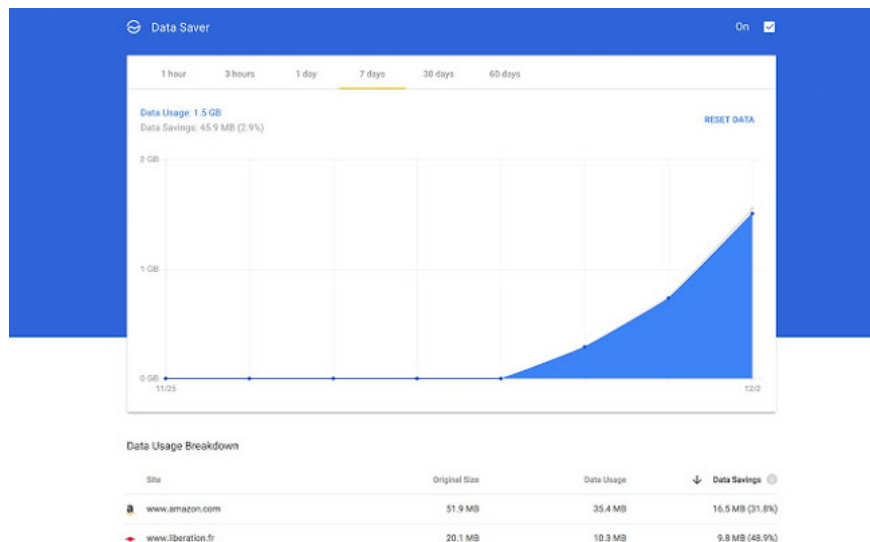 Data Saver On
1 hour 3 hours 1 day 7 days 30 days 60 days
Data Usage: 1.5 GB
Data Savings: 45.9 MB (2.9%)
RESET DATA
2 GB
1 GB
0 GB
11/25 12/2
Data Usage Breakdown
Site Original Size Data Usage Data Savings
www.amazon.com 51.9 MB 35.4 MB 16.5 MB (31.8%)
www.liberation.fr 20.1 MB 10.3 MB 9.8 MB (48.9%)